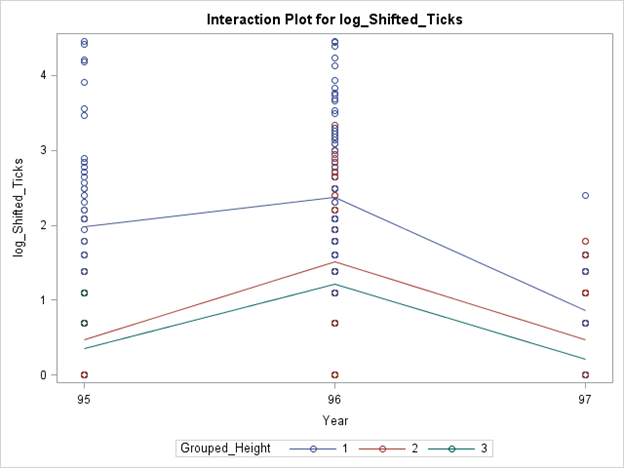 Interaction Plot for log_Shifted_Ticks
log_Shifted_Ticks
4
3
2
1
0
95 96 97
Year
Grouped_Height 1 2 3